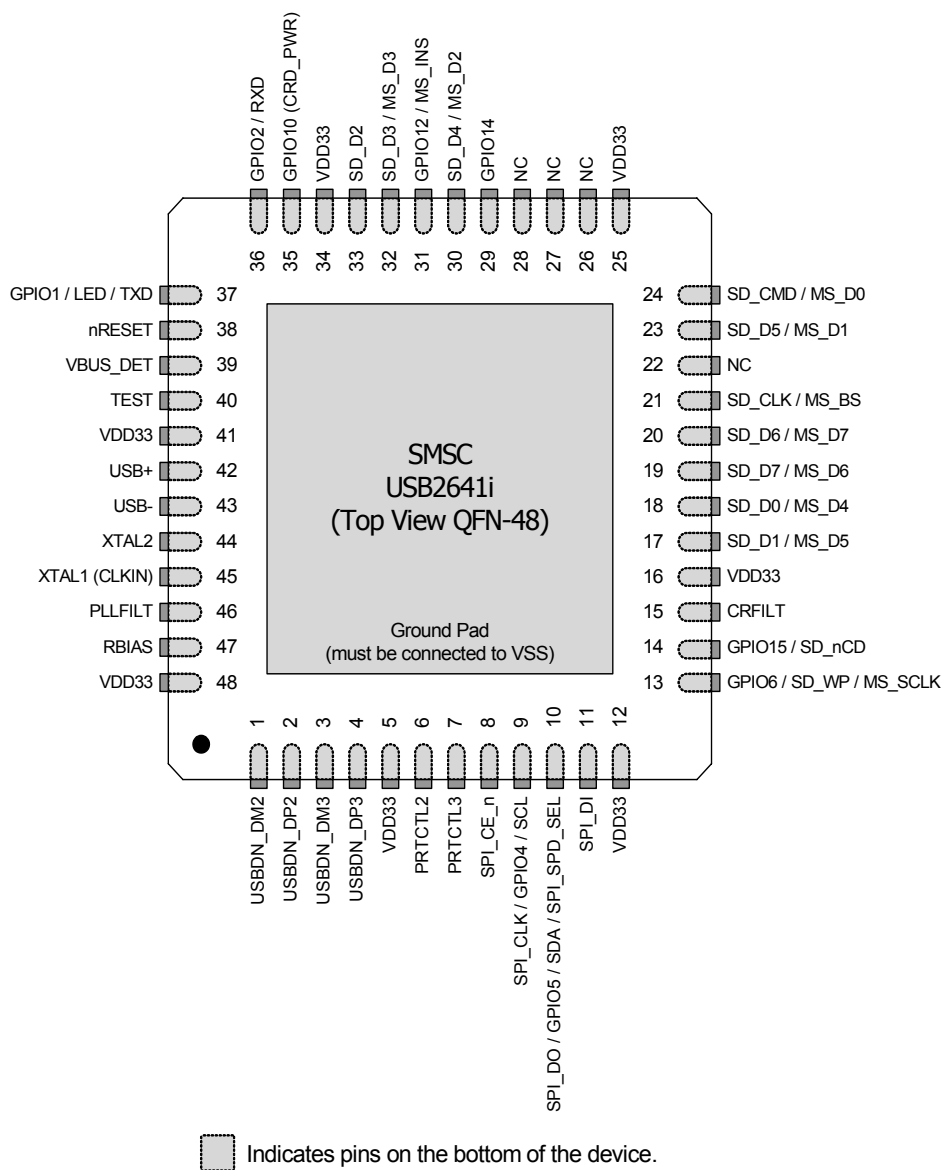 GPIO2 / RXD
GPIO10 (CRD_PWR)
VDD33
SD_D2
SD_D3 / MS_D3
GPIO12 / MS_INS
SD_D4 / MS_D2
GPIO14
NC
NC
NC
VDD33
36
35
34
33
32
31
30
29
28
27
26
25
GPIO1 / LED / TXD 37
nRESET 38
VBUS_DET 39
TEST 40
VDD33 41
USB+ 42
USB- 43
XTAL2 44
XTAL1 (CLKIN) 45
PLLFILT 46
RBIAS 47
VDD33 48
SMSC
USB2641i
(Top View QFN-48)
Ground Pad
(must be connected to VSS)
24 SD_CMD / MS_D0
23 SD_D5 / MS_D1
22 NC
21 SD_CLK / MS_BS
20 SD_D6 / MS_D7
19 SD_D7 / MS_D6
18 SD_D0 / MS_D4
17 SD_D1 / MS_D5
16 VDD33
15 CRFILT
14 GPIO15 / SD_nCD
13 GPIO6 / SD_WP / MS_SCLK
1
2
3
4
5
6
7
8
9
10
11
12
USBDN_DM2
USBDN_DP2
USBDN_DM3
USBDN_DP3
VDD33
PRTCTL2
PRTCTL3
SPI_CE_n
SPI_CLK / GPIO4 / SCL
SPI_DO / GPIO5 / SDA / SPI_SPD_SEL
SPI_DI
VDD33
Indicates pins on the bottom of the device.